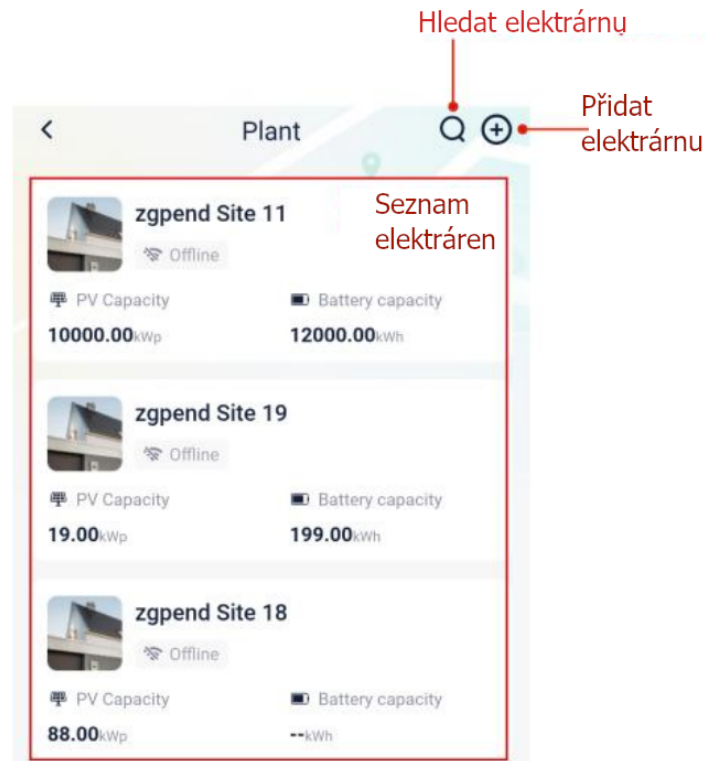 Hledat elektrárnu
Plant
Přidat
elektrárnu
zgpend Site 11
Seznam
elektráren
Offline
PV Capacity
Battery capacity
10000.00kWp
12000.00kWh
zgpend Site 19
Offline
PV Capacity
Battery capacity
19.00kWp
199.00kWh
zgpend Site 18
Offline
PV Capacity
Battery capacity
88.00kWp
--kWh